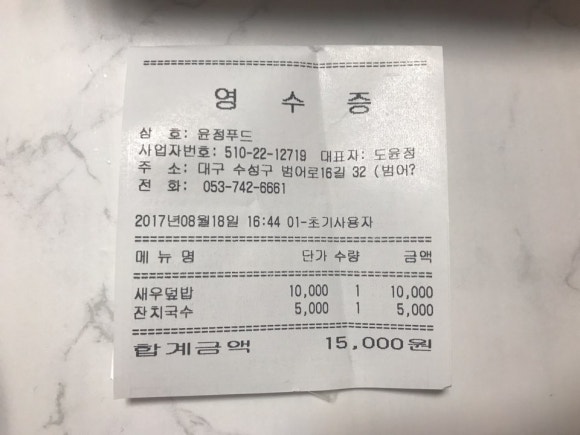 ================================
영 수 증
상 호: 윤정푸드
사업자번호: 510-22-12719 대표자: 도윤정
주 소: 대구 수성구 범어로16길 32 (범어?
전 화: 053-742-6661
2017년08월18일 16:44 01-초기사용자
================================
메 뉴 명 단가 수량 금액
================================
새우덮밥 10,000 1 10,000
잔치국수 5,000 1 5,000
================================
합계금액 15,000원